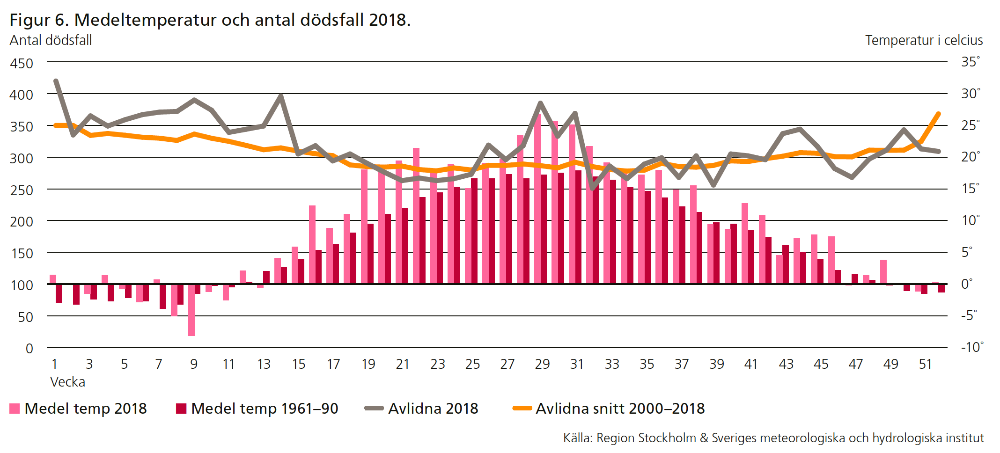 Figur 6. Medeltemperatur och antal dödsfall 2018.
Antal dödsfall
Temperatur i celcius
450
400
350
300
250
200
150
100
50
0
35°
30°
25°
20°
15°
10°
5°
0°
-5°
-10°
1 3 5 7 9 11 13 15 17 19 21 23 25 27 29 31 33 35 37 39 41 43 45 47 49 51
Vecka
Medel temp 2018 Medel temp 1961–90 Avlidna 2018 Avlidna snitt 2000–2018
Källa: Region Stockholm & Sveriges meteorologiska och hydrologiska institut